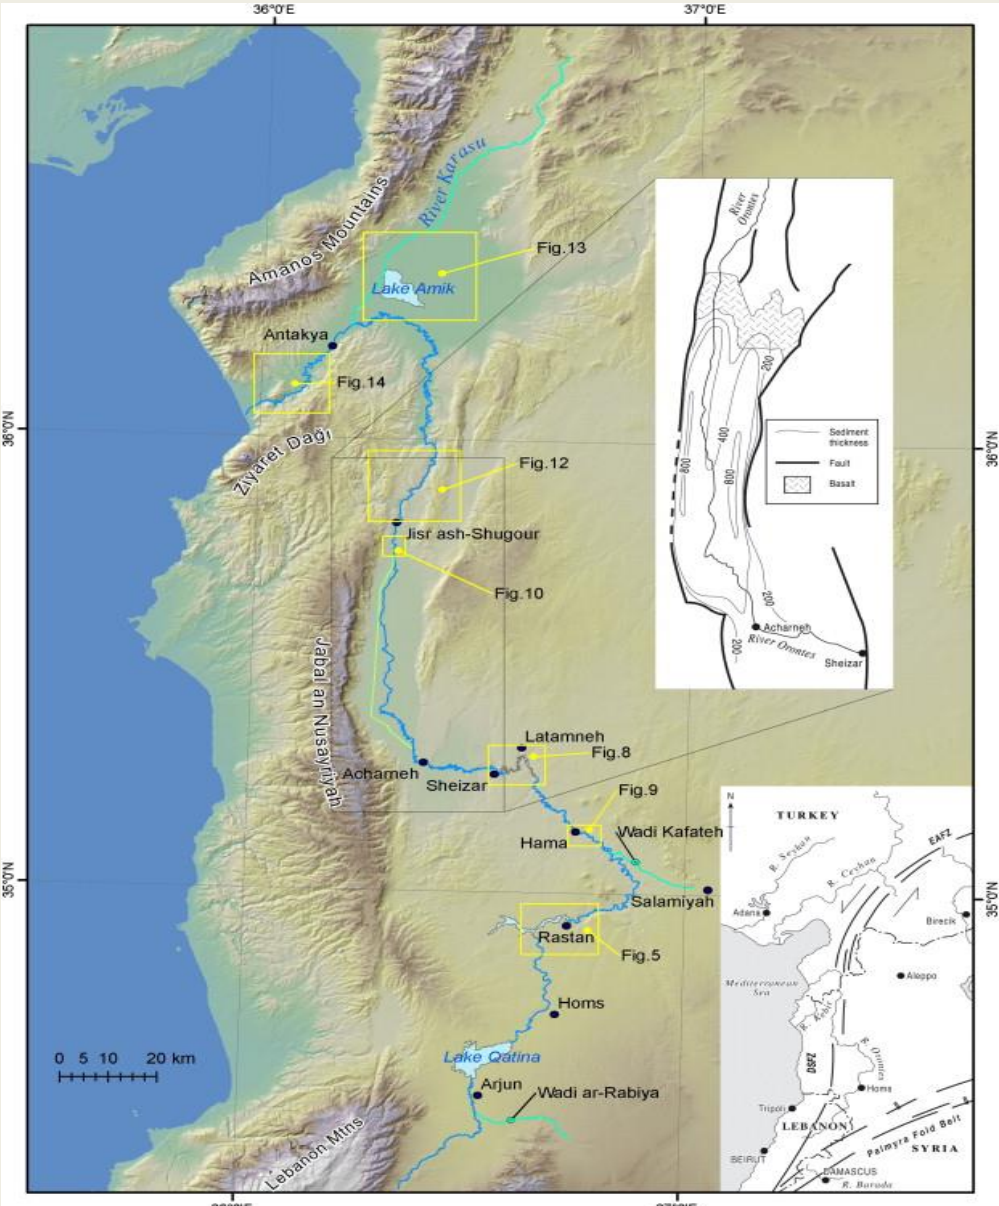 36°0'E
37°0'E
River Karasu
Amanos Mountains
Fig.13
Lake Amik
Antakya
Fig.14
36°0'N
36°0'N
Ziyaret Dağı
Fig.12
Jisr ash-Shugour
Fig.10
Jabal an Nusayriyah
Latamneh
Fig.8
Acharneh
Sheizar
Fig.9
Hama
Wadi Kafateh
35°0'N
35°0'N
Salamiyah
Rastan
Fig.5
Homs
0 5 10 20 km
Lake Qatina
Arjun
Wadi ar-Rabiya
Lebanon Mtns
River
Orontes
200
400
800
800
Sediment
thickness
Fault
Basalt
200
Acharneh
200
River Orontes
Sheizar
N
TURKEY
EAFZ
R. Seyhan
R. Ceyhan
Adana
Birecik
Aleppo
Mediterranean
Sea
R. Kebir
DSFZ
R. Orontes
Homs
Tripoli
LEBANON
Palmyra Fold Belt
SYRIA
BEIRUT
DAMASCUS
R. Barada